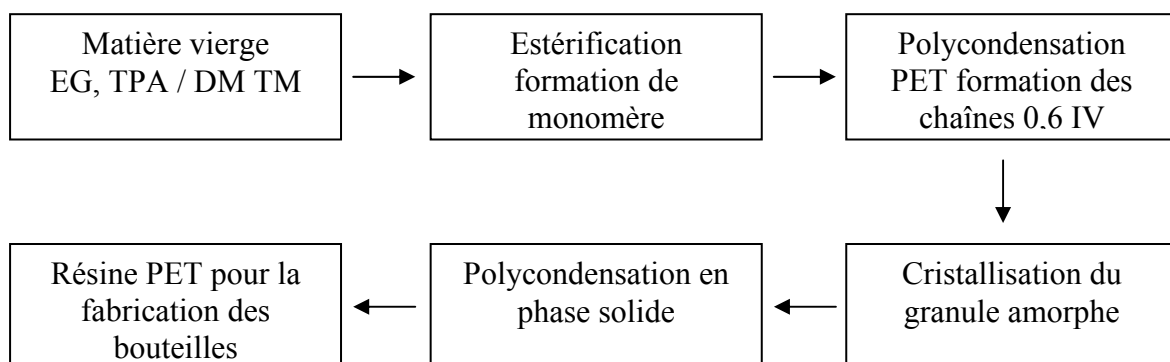 Matière vierge
EG, TPA / DM TM
Estérification
formation de
monomère
Polycondensation
PET formation des
chaînes 0.6 IV
Cristallisation du
granule amorphe
Polycondensation en
phase solide
Résine PET pour la
fabrication des
bouteilles